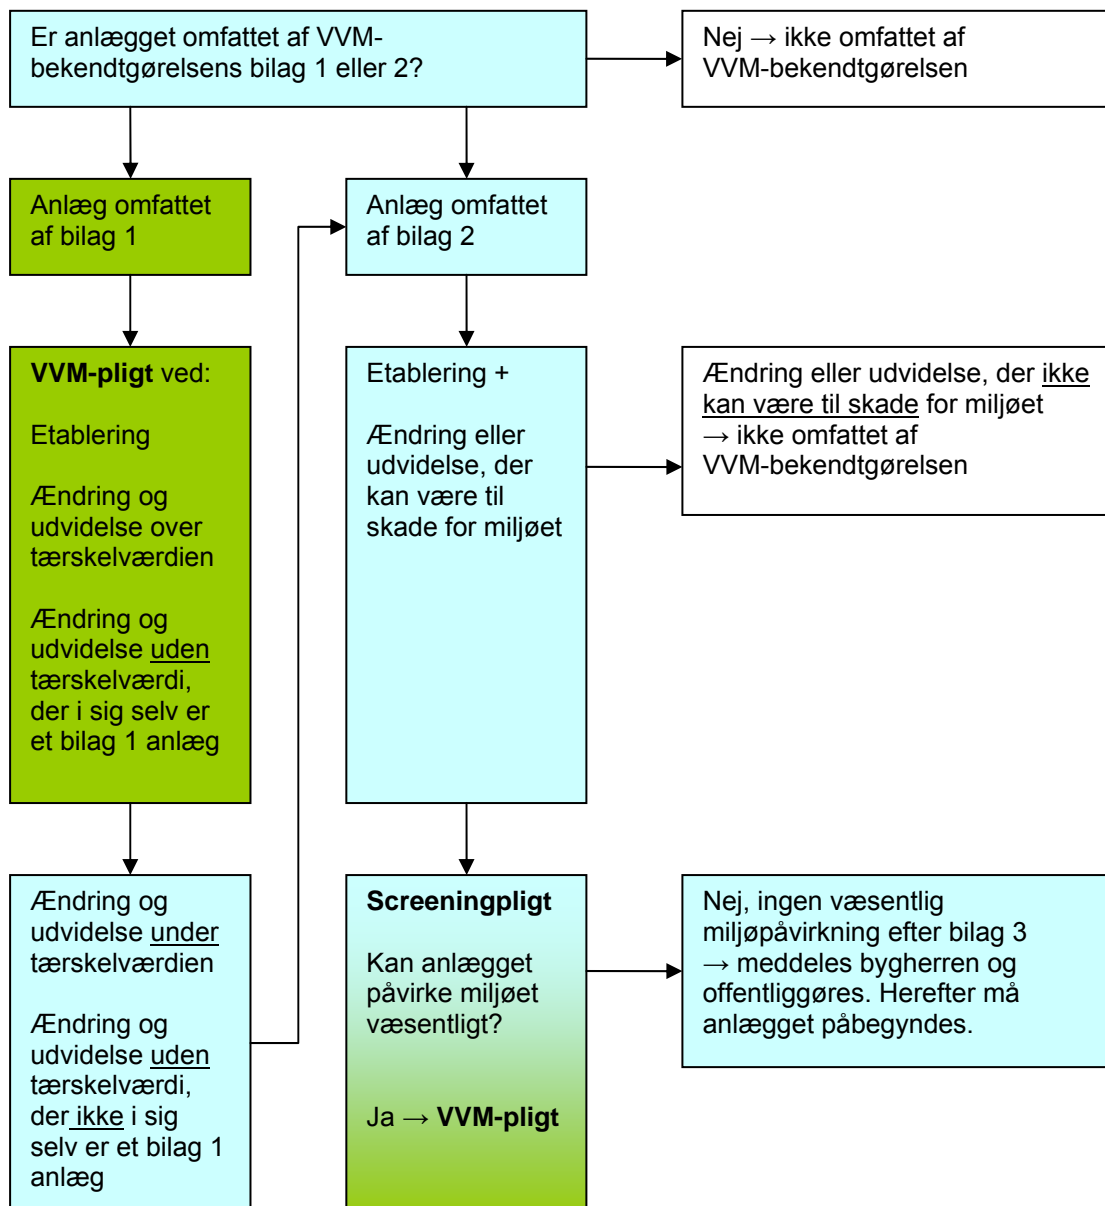 Er anlægget omfattet af VVM-
bekendtgørelsens bilag 1 eller 2?
Nej → ikke omfattet af
VVM-bekendtgørelsen
Anlæg omfattet
af bilag 1
Anlæg omfattet
af bilag 2
VVM-pligt ved:
Etablering
Ændring og
udvidelse over
tærskelværdien
Ændring og
udvidelse uden
tærskelværdi,
der i sig selv er
et bilag 1 anlæg
Etablering +
Ændring eller
udvidelse, der
kan være til
skade for miljøet
Ændring eller udvidelse, der ikke
kan være til skade for miljøet
→ ikke omfattet af
VVM-bekendtgørelsen
Ændring og
udvidelse under
tærskelværdien
Ændring og
udvidelse uden
tærskelværdi,
der ikke i sig
selv er et bilag 1
anlæg
Screeningpligt
Kan anlægget
påvirke miljøet
væsentligt?
Ja → VVM-pligt
Nej, ingen væsentlig
miljøpåvirkning efter bilag 3
→ meddeles bygherren og
offentliggøres. Herefter må
anlægget påbegyndes.